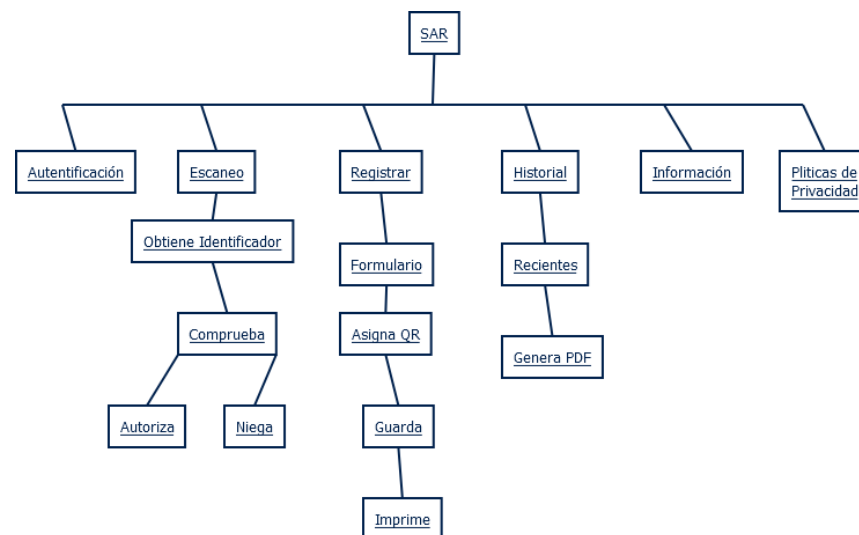 SAR
Autentificación
Escaneo
Registrar
Historial
Información
Pliticas de
Privacidad
Obtiene Identificador
Formulario
Recientes
Comprueba
Asigna QR
Genera PDF
Autoriza
Niega
Guarda
Imprime